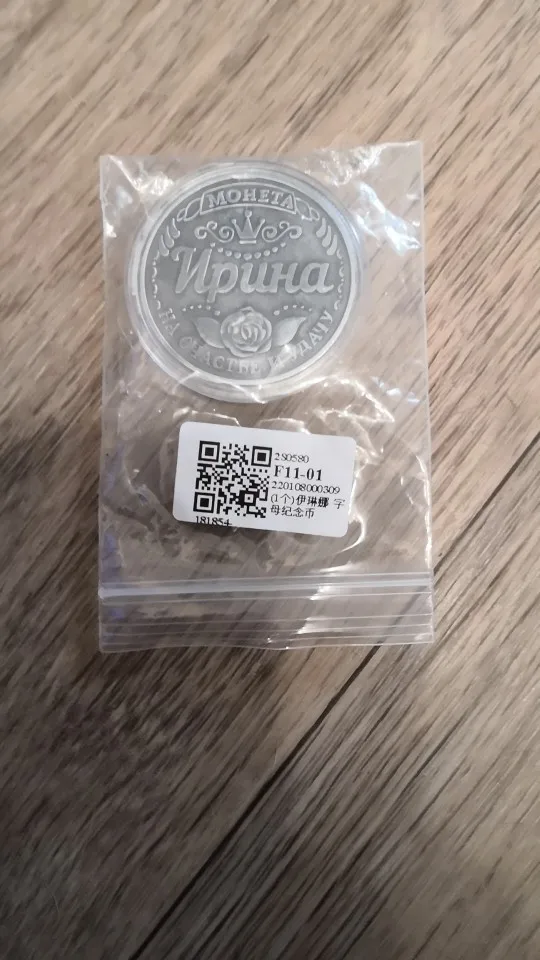 МОНЕТА
Ирина
НА СЧАСТЬЕ И УДАЧУ
2S0580
F11-01
220108000309
(1个)伊琳娜 字
母纪念币
181854